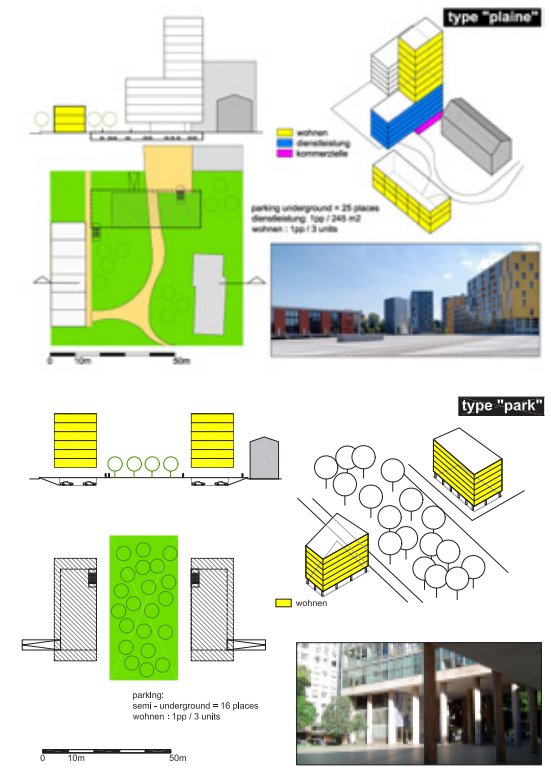 type "plaine"
wohnen
dienstleistung
kommerzielle
parking underground = 25 places
dienstleistung: 1pp / 245 m2
wohnen : 1pp / 3 units
0 10m 50m
type "park"
wohnen
parking:
semi - underground = 16 places
wohnen : 1pp / 3 units
0 10m 50m